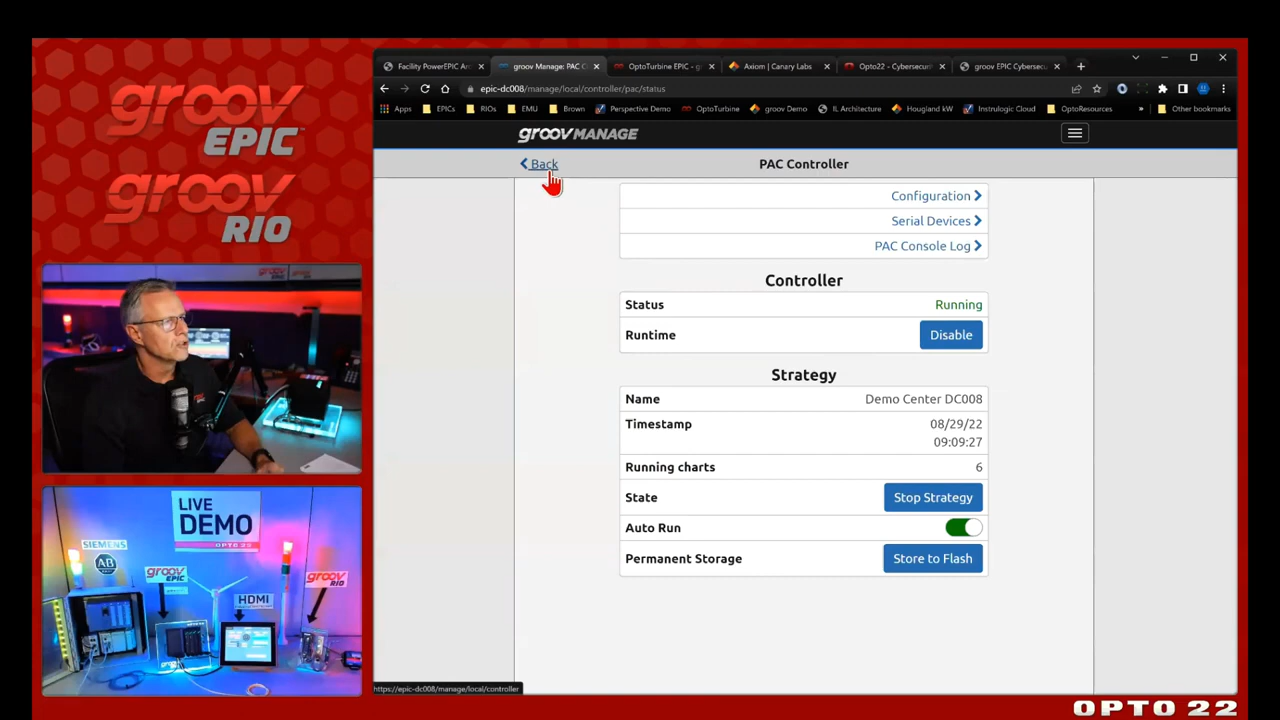 groov
EPIC
groov
RIO
LIVE
DEMO
OPTO 22
SIEMENS
AB
groov
EPIC
HDMI
groov
RIO
Facility PowerEPIC Arc
groov Manage: PAC C
OptoTurbine EPIC - g
Axiom | Canary Labs
Opto22 - Cybersecuri
groov EPIC Cybersecu
epic-dc008/manage/local/controller/pac/status
Apps
EPICs
RIOs
EMU
Brown
Perspective Demo
OptoTurbine
groov Demo
IL Architecture
Hougland kW
Instrulogic Cloud
OptoResources
»
Other bookmarks
groov MANAGE
Back
PAC Controller
Configuration
Serial Devices
PAC Console Log
Controller
Status Running
Runtime Disable
Strategy
Name Demo Center DC008
Timestamp 08/29/22
09:09:27
Running charts 6
State Stop Strategy
Auto Run
Permanent Storage Store to Flash
https://epic-dc008/manage/local/controller
OPTO 22